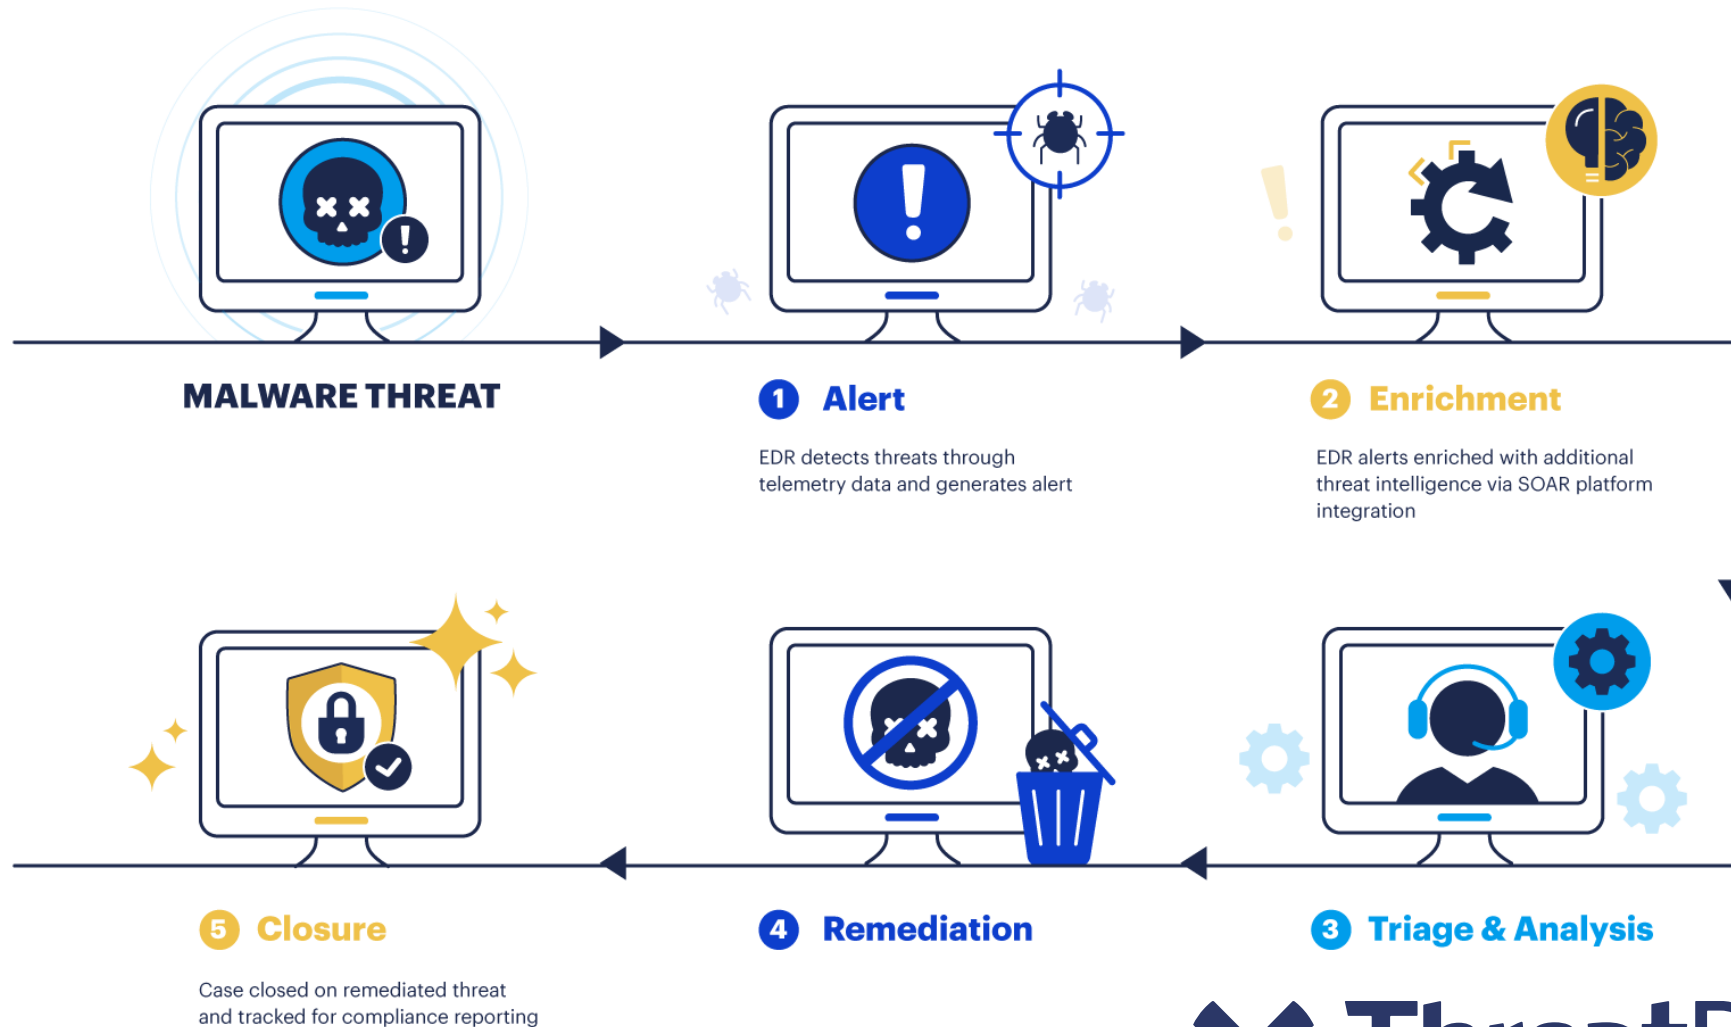 MALWARE THREAT
1 Alert
EDR detects threats through
telemetry data and generates alert
2 Enrichment
EDR alerts enriched with additional
threat intelligence via SOAR platform
integration
5 Closure
Case closed on remediated threat
and tracked for compliance reporting
4 Remediation
3 Triage & Analysis